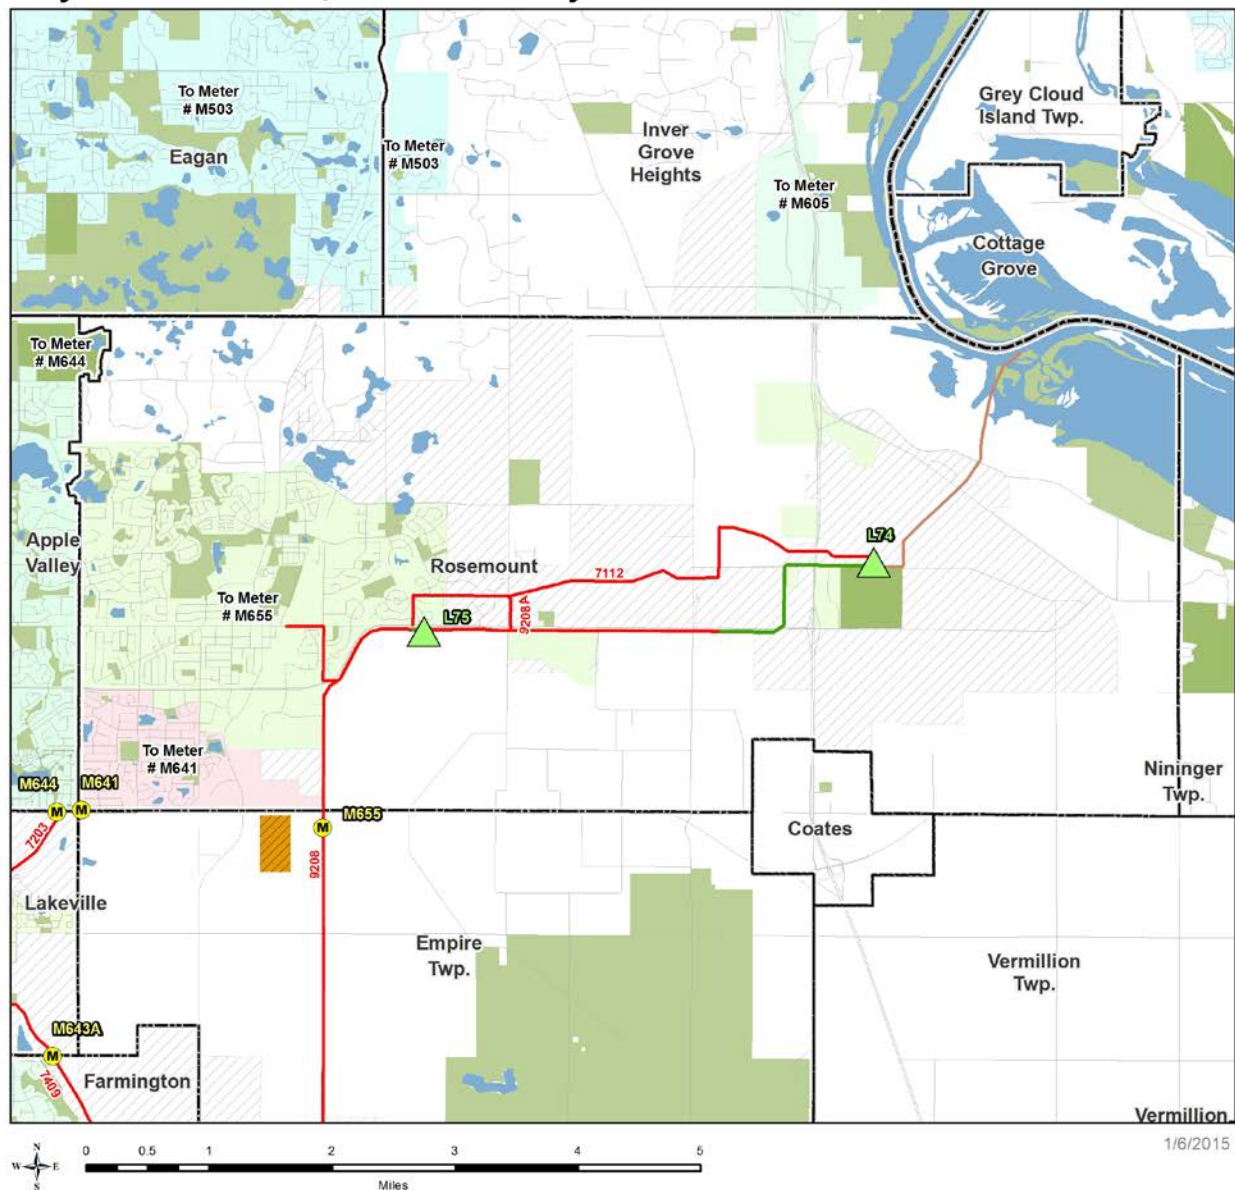 To Meter
# M503
Eagan
To Meter
# M503
Inver
Grove
Heights
To Meter
# M605
Grey Cloud
Island Twp.
Cottage
Grove
To Meter
# M644
Apple
Valley
Rosemount
7112
L74
To Meter
# M655
L75
9208A
To Meter
# M641
M644
M641
M
M
M655
M
7203
9208
Coates
Nininger
Twp.
Lakeville
Empire
Twp.
Vermillion
Twp.
M643A
M
7409
Farmington
Vermillion
1/6/2015
N
W
E
S
0
0.5
1
2
3
4
5
Miles